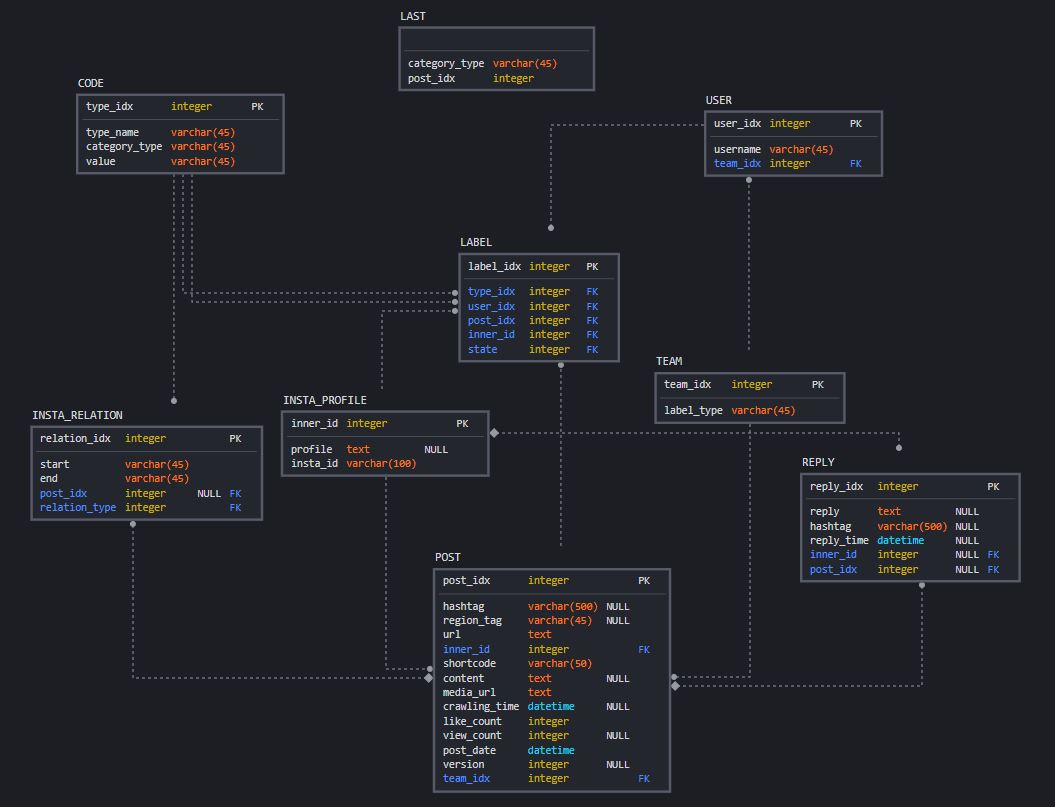 LAST
category_type varchar(45)
post_idx integer
CODE
type_idx integer PK
type_name varchar(45)
category_type varchar(45)
value varchar(45)
USER
user_idx integer PK
username varchar(45)
team_idx integer FK
LABEL
label_idx integer PK
type_idx integer FK
user_idx integer FK
post_idx integer FK
inner_id integer FK
state integer FK
TEAM
team_idx integer PK
label_type varchar(45)
INSTA_RELATION
relation_idx integer PK
start varchar(45)
end varchar(45)
post_idx integer NULL FK
relation_type integer FK
INSTA_PROFILE
inner_id integer PK
profile text NULL
insta_id varchar(100)
REPLY
reply_idx integer PK
reply text NULL
hashtag varchar(500) NULL
reply_time datetime NULL
inner_id integer NULL FK
post_idx integer NULL FK
POST
post_idx integer PK
hashtag varchar(500) NULL
region_tag varchar(45) NULL
url text
inner_id integer FK
shortcode varchar(50)
content text NULL
media_url text
crawling_time datetime NULL
like_count integer
view_count integer NULL
post_date datetime
version integer NULL
team_idx integer FK